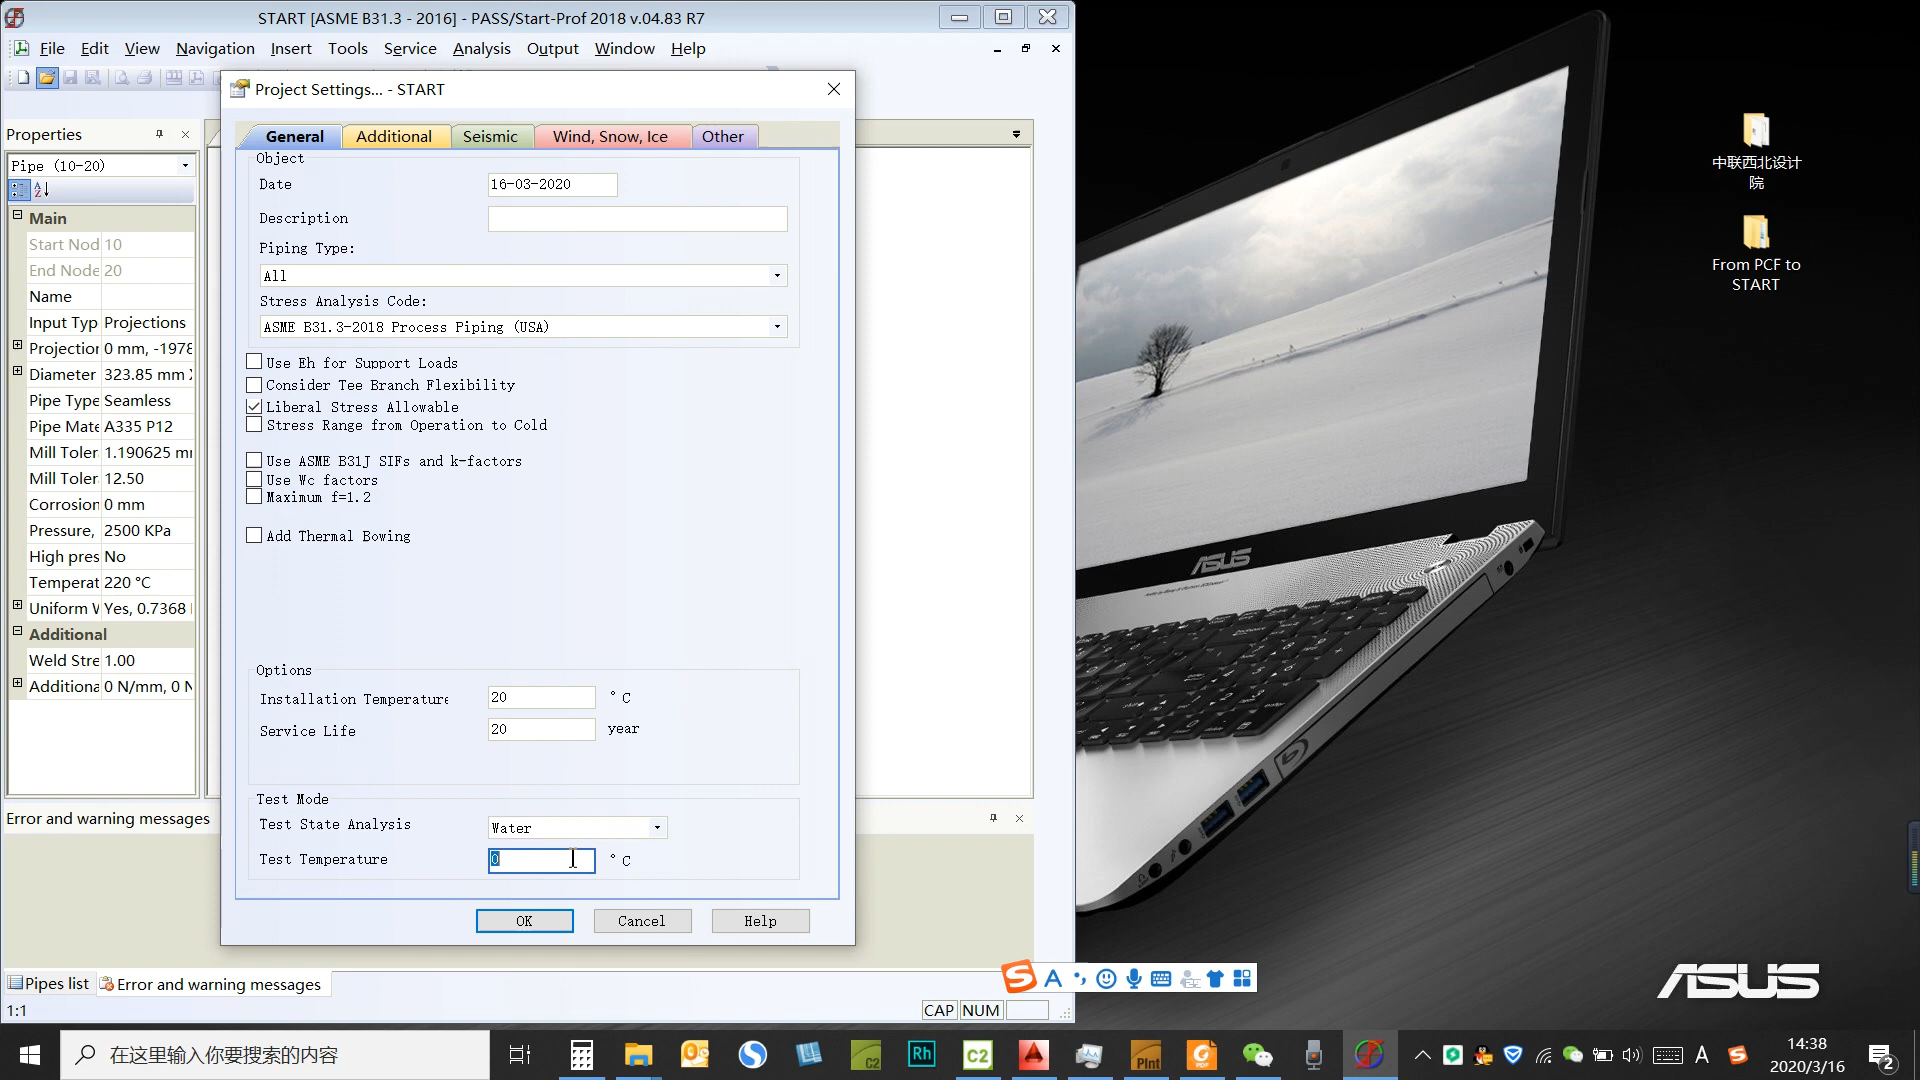 START [ASME B31.3 - 2016] - PASS/Start-Prof 2018 v.04.83 R7
File Edit View Navigation Insert Tools Service Analysis Output Window Help
Properties
Pipe (10-20)
Main
Start Nod 10
End Node 20
Name
Input Typ Projections
Projection 0 mm, -1978
Diameter 323.85 mm
Pipe Type Seamless
Pipe Mate A335 P12
Mill Toler 1.190625 m
Mill Toler 12.50
Corrosion 0 mm
Pressure, 2500 KPa
High pres No
Temperat 220 °C
Uniform Yes, 0.7368
Additional
Weld Stre 1.00
Additiona 0 N/mm, 0 N
Project Settings... - START
General Additional Seismic Wind, Snow, Ice Other
Object
Date 16-03-2020
Description
Piping Type:
All
Stress Analysis Code:
ASME B31.3-2018 Process Piping (USA)
Use Eh for Support Loads
Consider Tee Branch Flexibility
Liberal Stress Allowable
Stress Range from Operation to Cold
Use ASME B31J SIFs and k-factors
Use Wc factors
Maximum f=1.2
Add Thermal Bowing
Options
Installation Temperature 20 °C
Service Life 20 year
Test Mode
Test State Analysis Water
Test Temperature 0 °C
OK Cancel Help
Error and warning messages
Pipes list Error and warning messages
1:1
CAP NUM
中联西北设计
院
From PCF to
START
ASUS
ASUS
在这里输入你要搜索的内容
14:38
2020/3/16
2